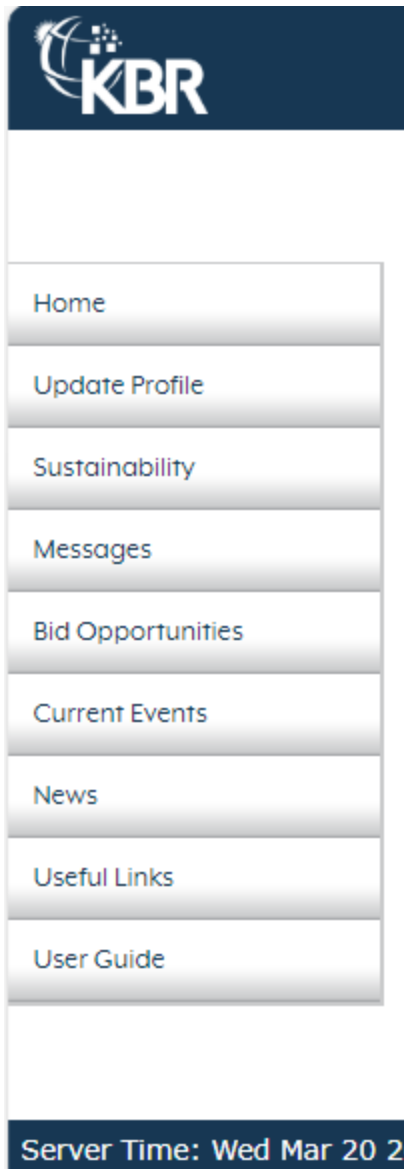 KBR
Home
Update Profile
Sustainability
Messages
Bid Opportunities
Current Events
News
Useful Links
User Guide
Server Time: Wed Mar 20 2